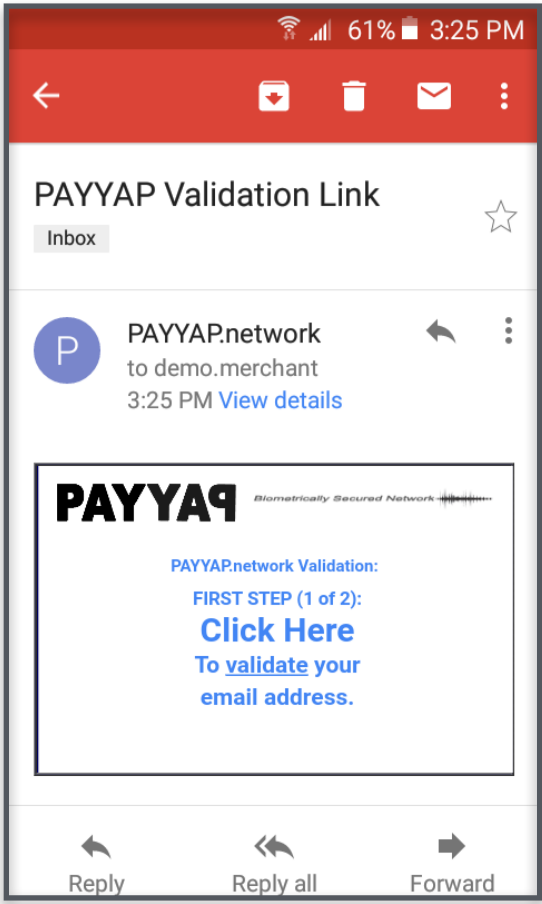 61% 3:25 PM
PAYYAP Validation Link
Inbox
P
PAYYAP.network
to demo.merchant
3:25 PM View details
PAYYAP Biometrically Secured Network
PAYYAP.network Validation:
FIRST STEP (1 of 2):
Click Here
To validate your
email address.
Reply Reply all Forward